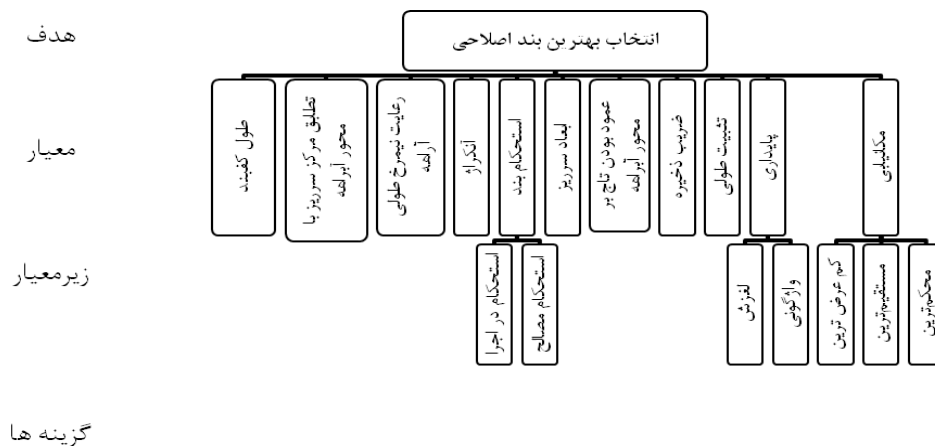 هدف
انتخاب بهترین بند اصلاحی
معیار
مکانیابی
پایداری
تثبیت طولی
ضریب ذخیره
عمود بودن تاج بر
محور آبراهه
ابعاد سرریز
استحکام بند
آنکراژ
رعایت نیمرخ طولی
آراهه
تطابق مرکز سرریز با
محور آبراهه
طول کفبند
زیرمعیار
محکم‌ترین
مستقیم‌ترین
کم عرض ترین
واژگونی
لغزش
استحکام مصالح
استحکام در اجرا
گزینه ها